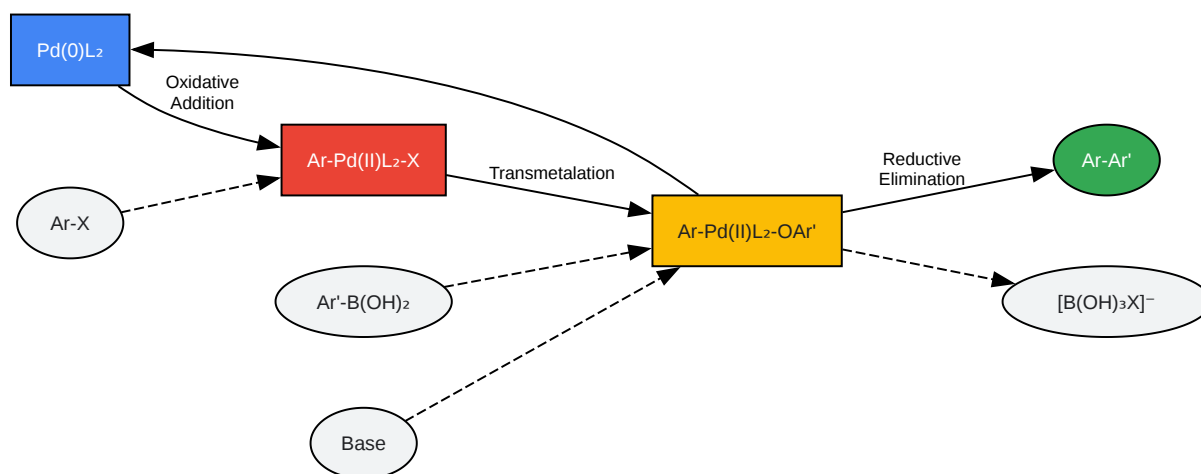 Pd(0)L₂
Oxidative
Addition
Ar-Pd(II)L₂-X
Ar-X
Transmetalation
Reductive
Elimination
Ar-Ar'
Ar-Pd(II)L₂-OAr'
Ar'-B(OH)₂
[B(OH)₃X]⁻
Base